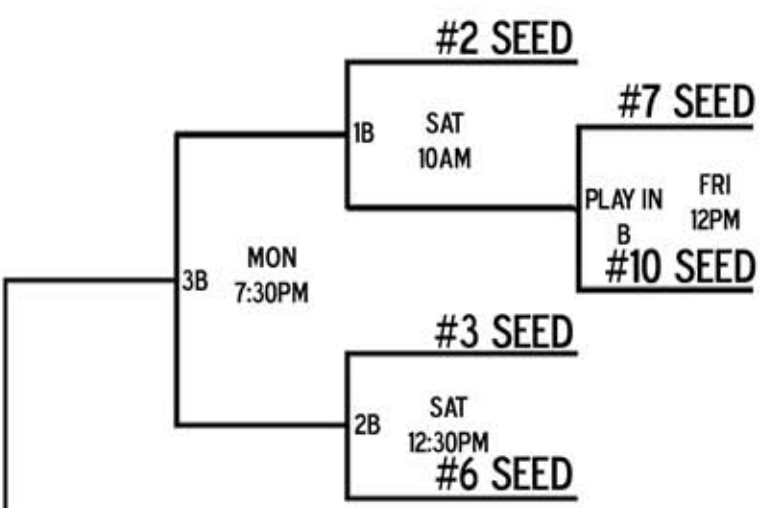 #2 SEED
#7 SEED
1B
SAT
10AM
PLAY IN
B
FRI
12PM
#10 SEED
3B
MON
7:30PM
#3 SEED
2B
SAT
12:30PM
#6 SEED